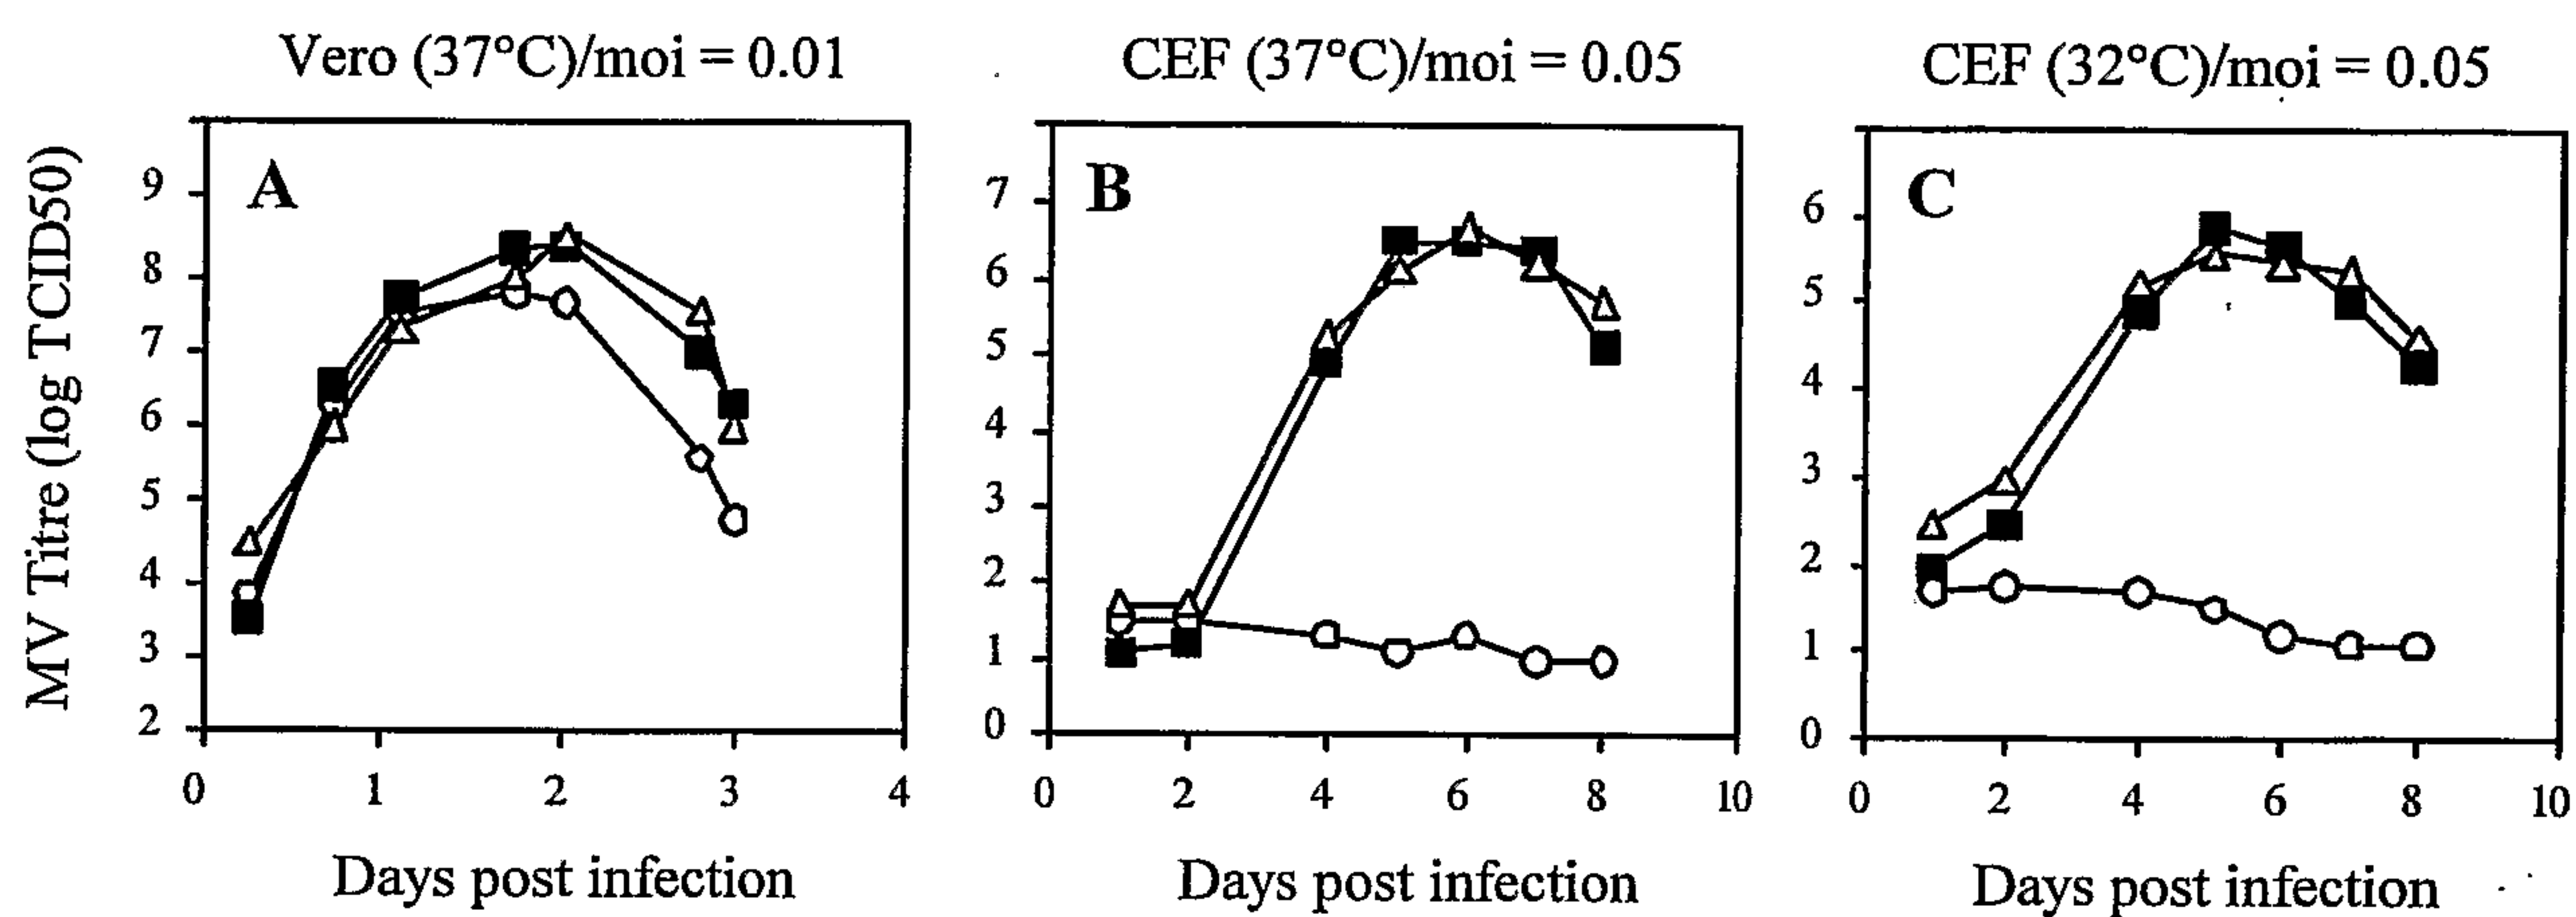 Vero (37°C)/moi = 0.01
CEF (37°C)/moi = 0.05
CEF (32°C)/moi = 0.05
MV Titre (log TCID50)
A
9
8
7
6
5
4
3
2
0 1 2 3 4
Days post infection
B
7
6
5
4
3
2
1
0
0 2 4 6 8 10
Days post infection
C
6
5
4
3
2
1
0
0 2 4 6 8 10
Days post infection